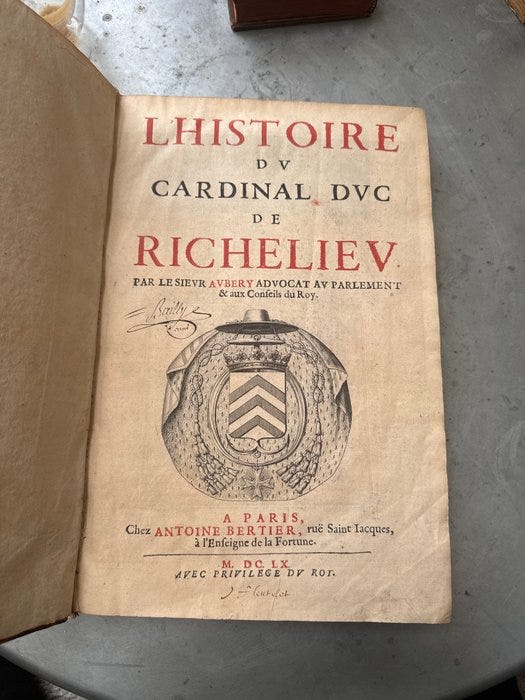 L'HISTOIRE
DV
CARDINAL DVC
DE
RICHELIEV.
PAR LE SIEVR AVBERY ADVOCAT AV PARLEMENT
& aux Conseils du Roy.
Bailly
A PARIS,
Chez ANTOINE BERTIER, ruë Saint Iacques,
à l'Enseigne de la Fortune.
M. DC. LX.
AVEC PRIVILEGE DV ROY.